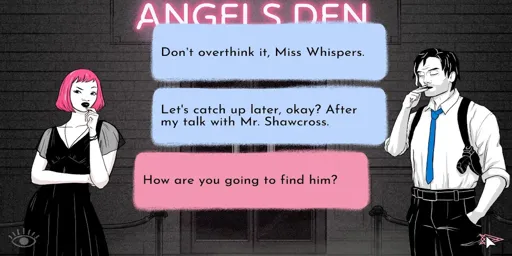 ANGELS DEN
Don't overthink it, Miss Whispers.
Let's catch up later, okay? After
my talk with Mr. Shawcross.
How are you going to find him?